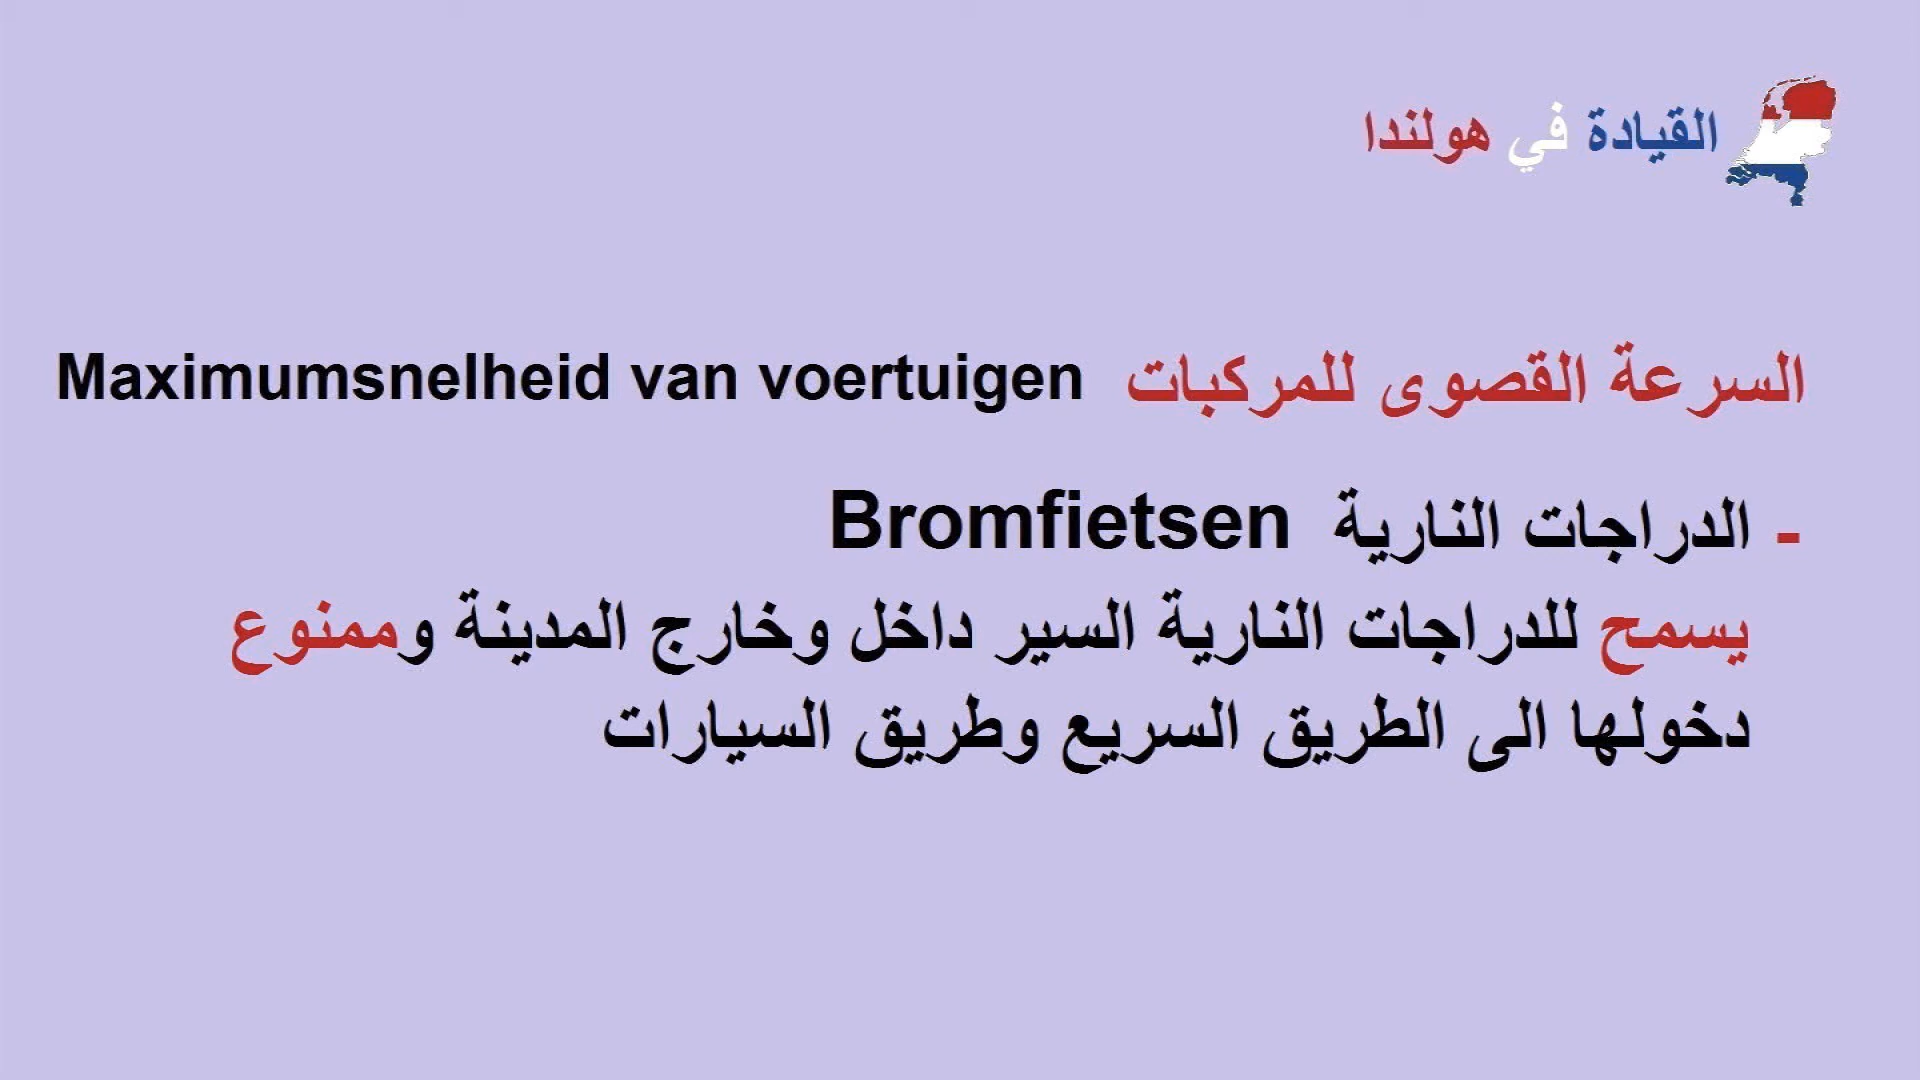 القيادة في هولندا
السرعة القصوى للمركبات Maximumsnelheid van voertuigen
- الدراجات النارية Bromfietsen
يسمح للدراجات النارية السير داخل وخارج المدينة وممنوع
دخولها الى الطريق السريع وطريق السيارات